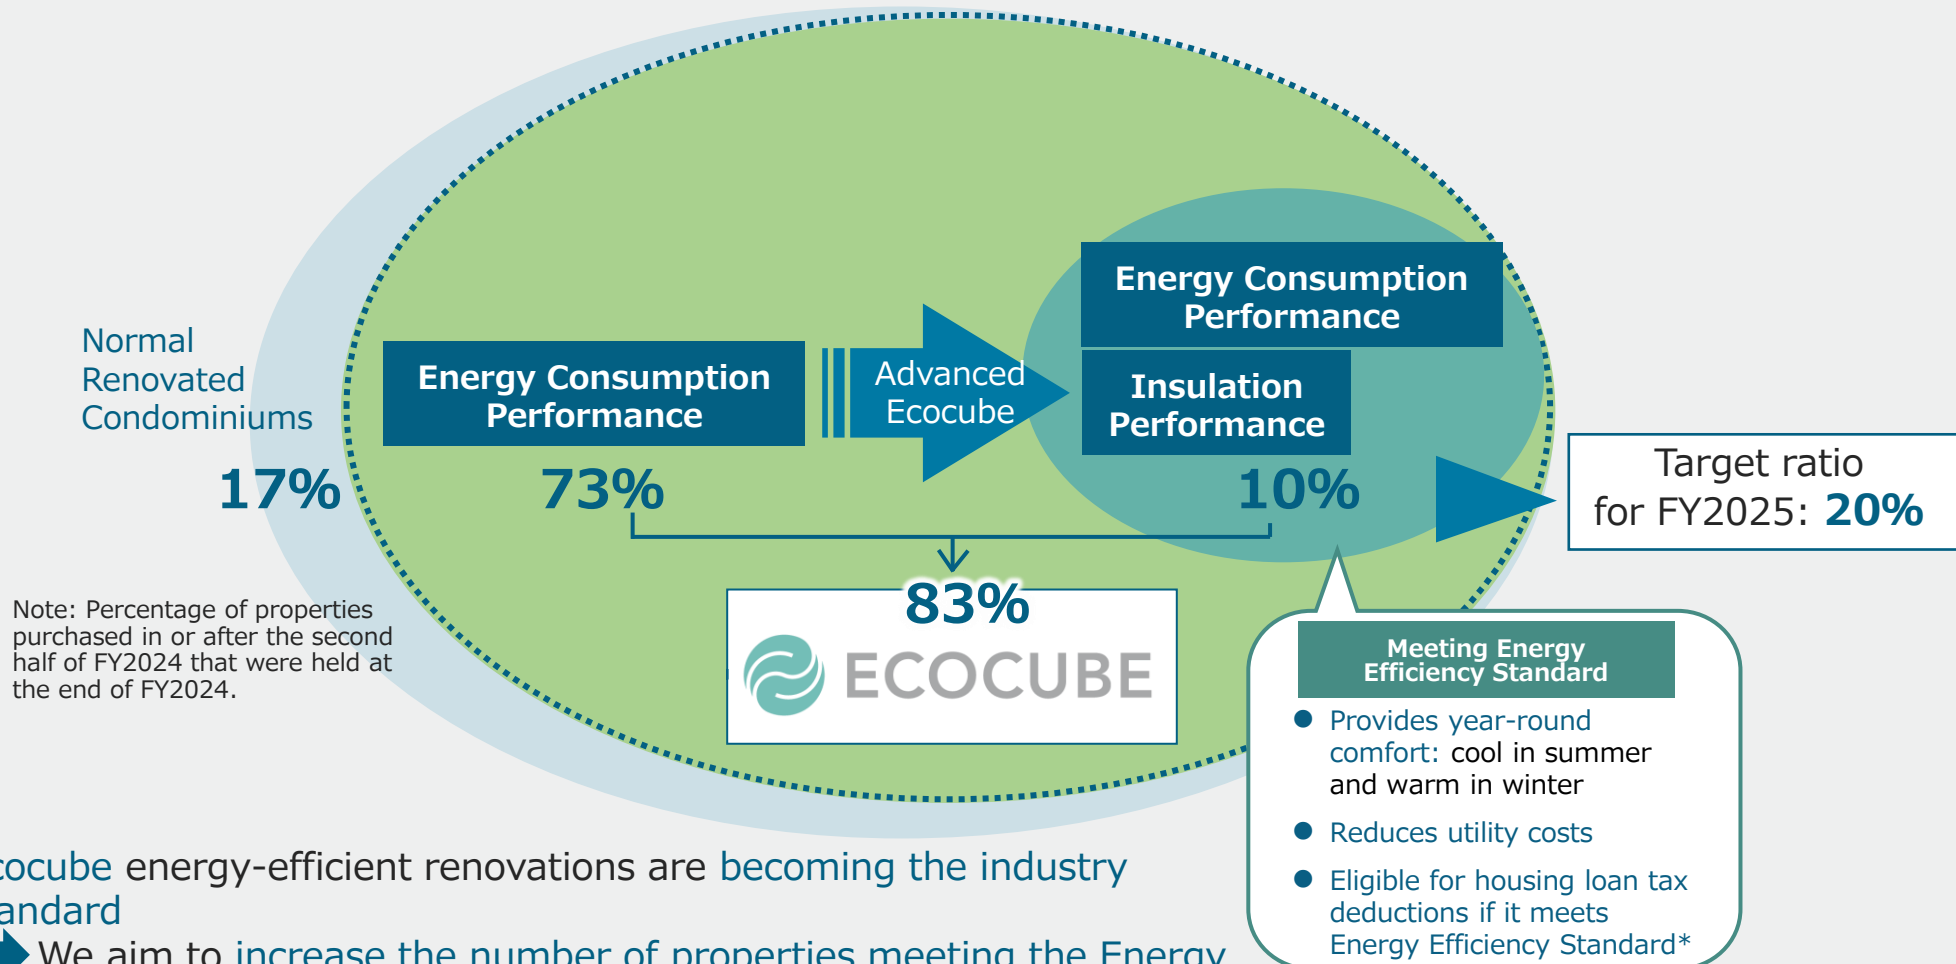 Normal
Renovated
Condominiums
17%
Energy Consumption
Performance
73%
Advanced
Ecocube
Energy Consumption
Performance
Insulation
Performance
10%
Target ratio
for FY2025: 20%
83%
ECOCUBE
Note: Percentage of properties
purchased in or after the second
half of FY2024 that were held at
the end of FY2024.
Meeting Energy
Efficiency Standard
● Provides year-round
comfort: cool in summer
and warm in winter
● Reduces utility costs
● Eligible for housing loan tax
deductions if it meets
Energy Efficiency Standard*
cocube energy-efficient renovations are becoming the industry
andard
We aim to increase the number of properties meeting the Energy